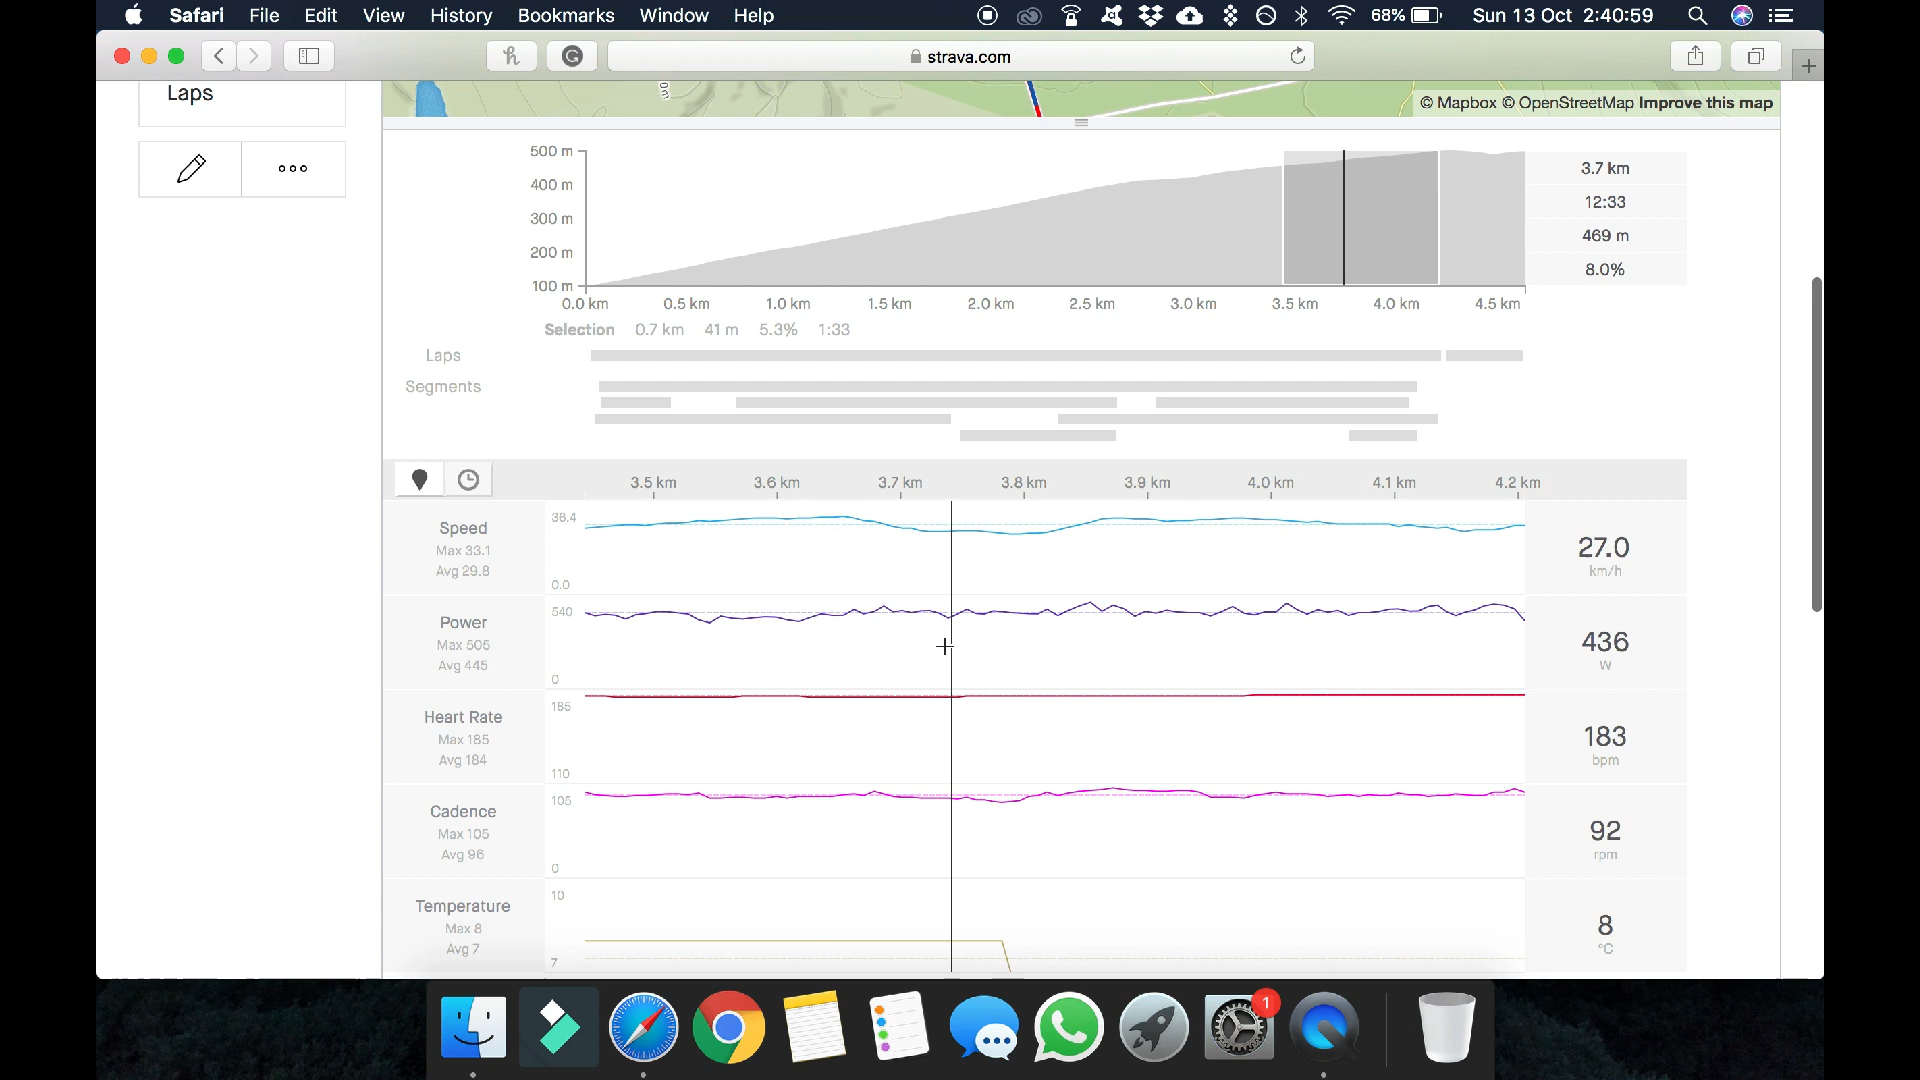 Safari File Edit View History Bookmarks Window Help 68% Sun 13 Oct 2:40:59
strava.com
Laps
0m
© Mapbox © OpenStreetMap Improve this map
500 m
400 m
300 m
200 m
100 m
0.0 km 0.5 km 1.0 km 1.5 km 2.0 km 2.5 km 3.0 km 3.5 km 4.0 km 4.5 km
3.7 km
12:33
469 m
8.0%
Selection 0.7 km 41 m 5.3% 1:33
Laps
Segments
3.5 km 3.6 km 3.7 km 3.8 km 3.9 km 4.0 km 4.1 km 4.2 km
Speed
Max 33.1
Avg 29.8
36.4
0.0
27.0
km/h
Power
Max 505
Avg 445
540
0
436
W
Heart Rate
Max 185
Avg 184
185
110
183
bpm
Cadence
Max 105
Avg 96
105
0
92
rpm
Temperature
Max 8
Avg 7
10
7
8
°C
1